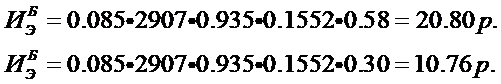 И_Э^Б = 0.085•2907•0.935•0.1552•0.58 = 20.80 р.
И_Э^Б = 0.085•2907•0.935•0.1552•0.30 = 10.76 р.